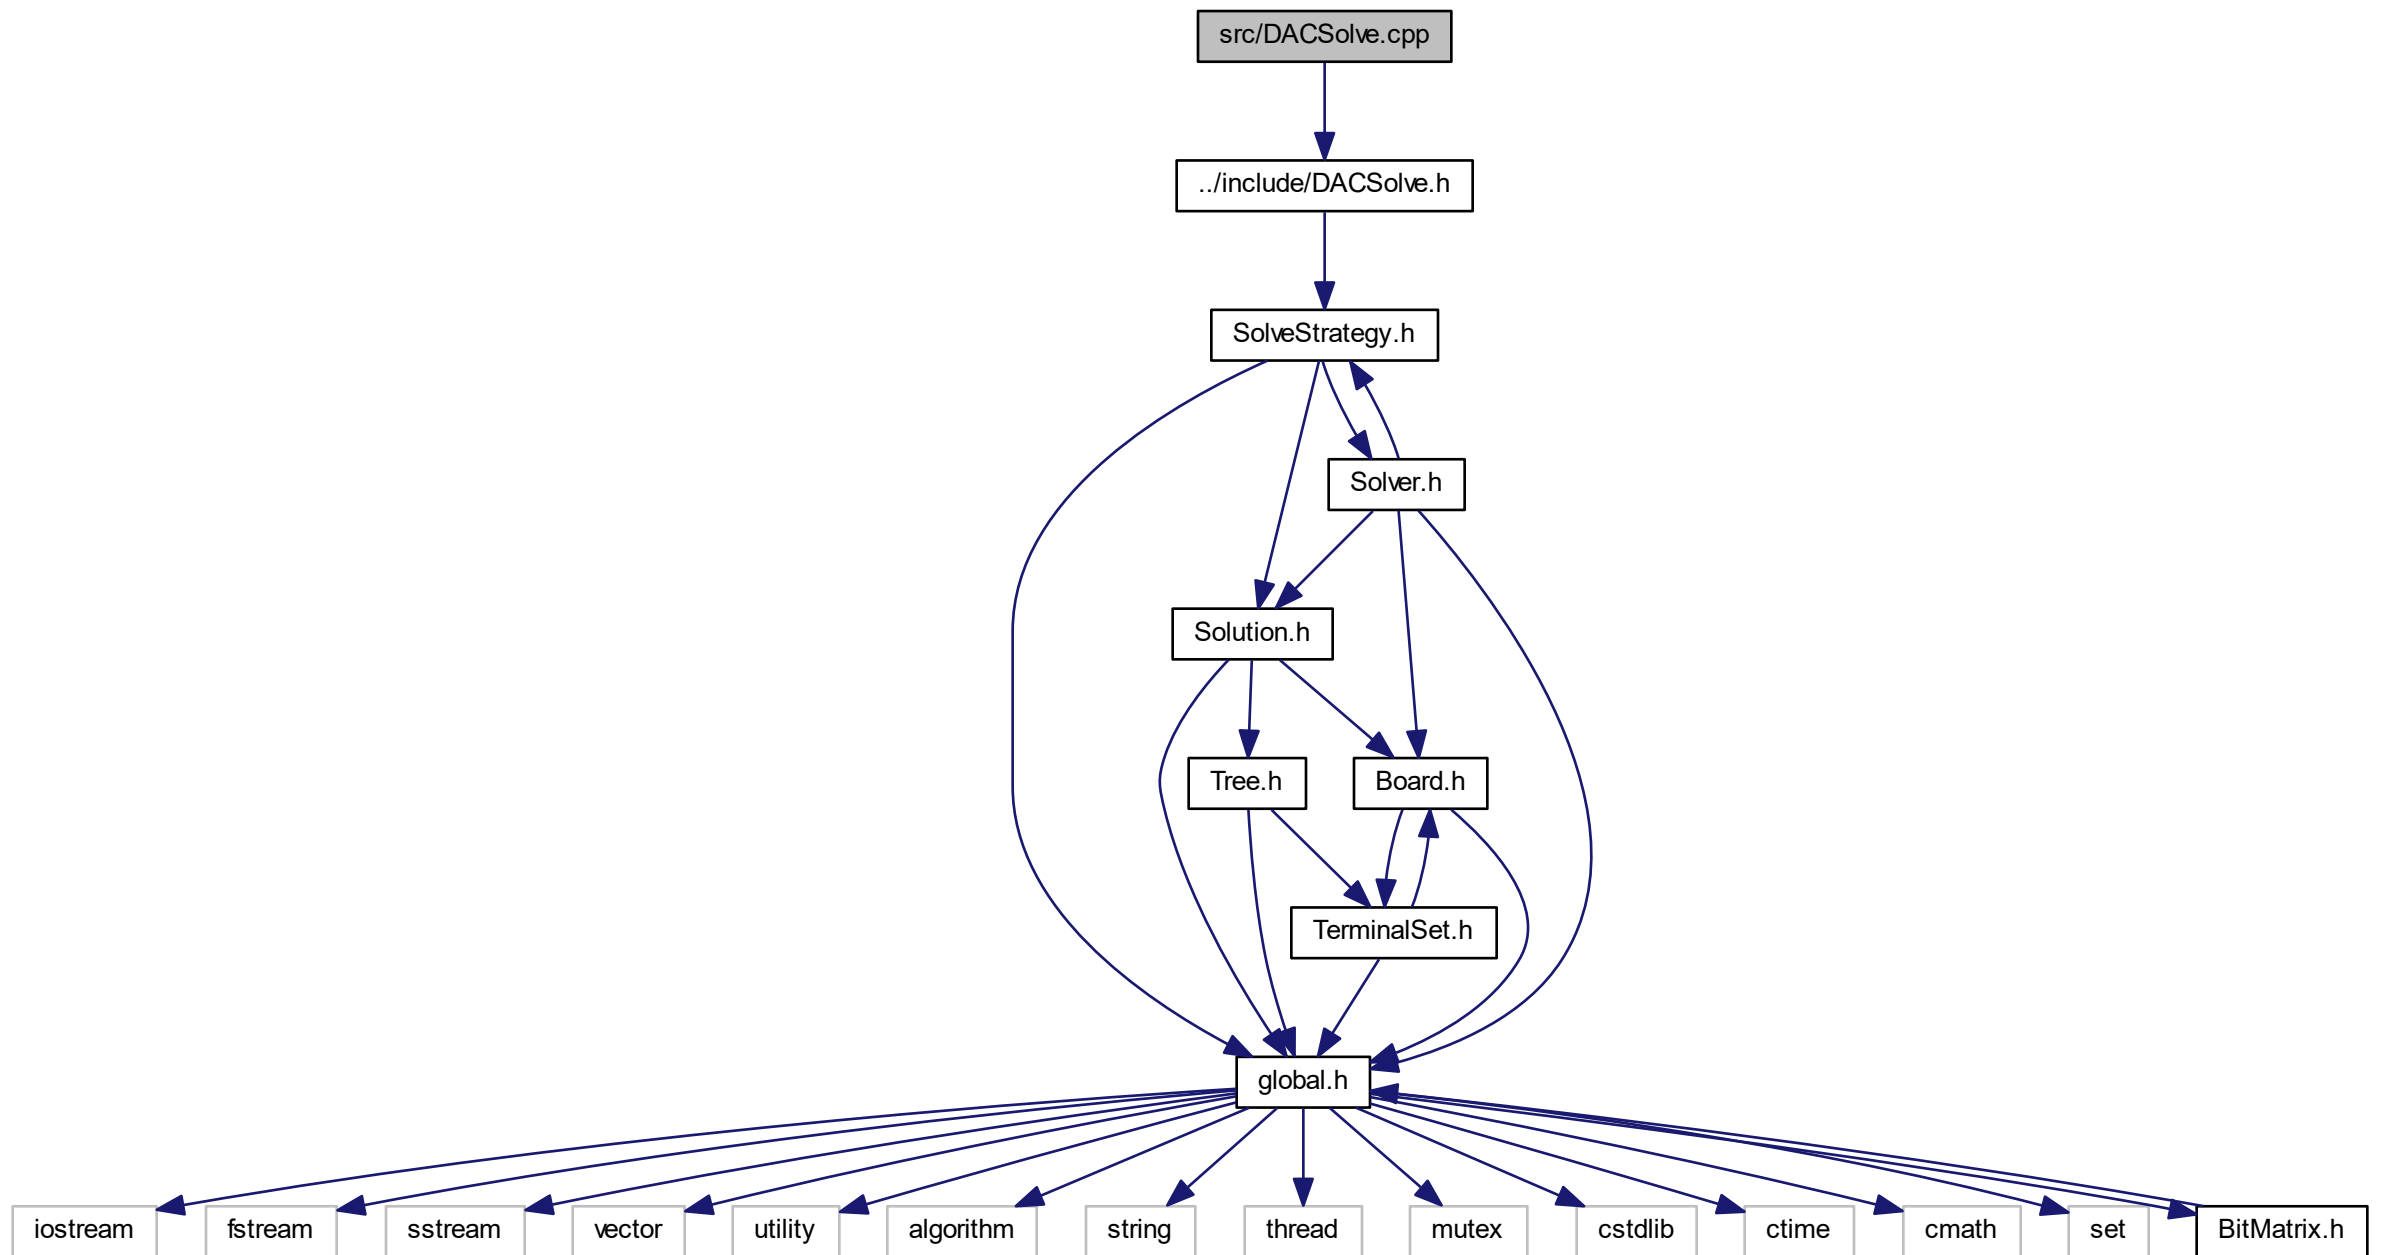 src/DACSolve.cpp
../include/DACSolve.h
SolveStrategy.h
Solver.h
Solution.h
Tree.h
Board.h
TerminalSet.h
global.h
iostream
fstream
sstream
vector
utility
algorithm
string
thread
mutex
cstdlib
ctime
cmath
set
BitMatrix.h